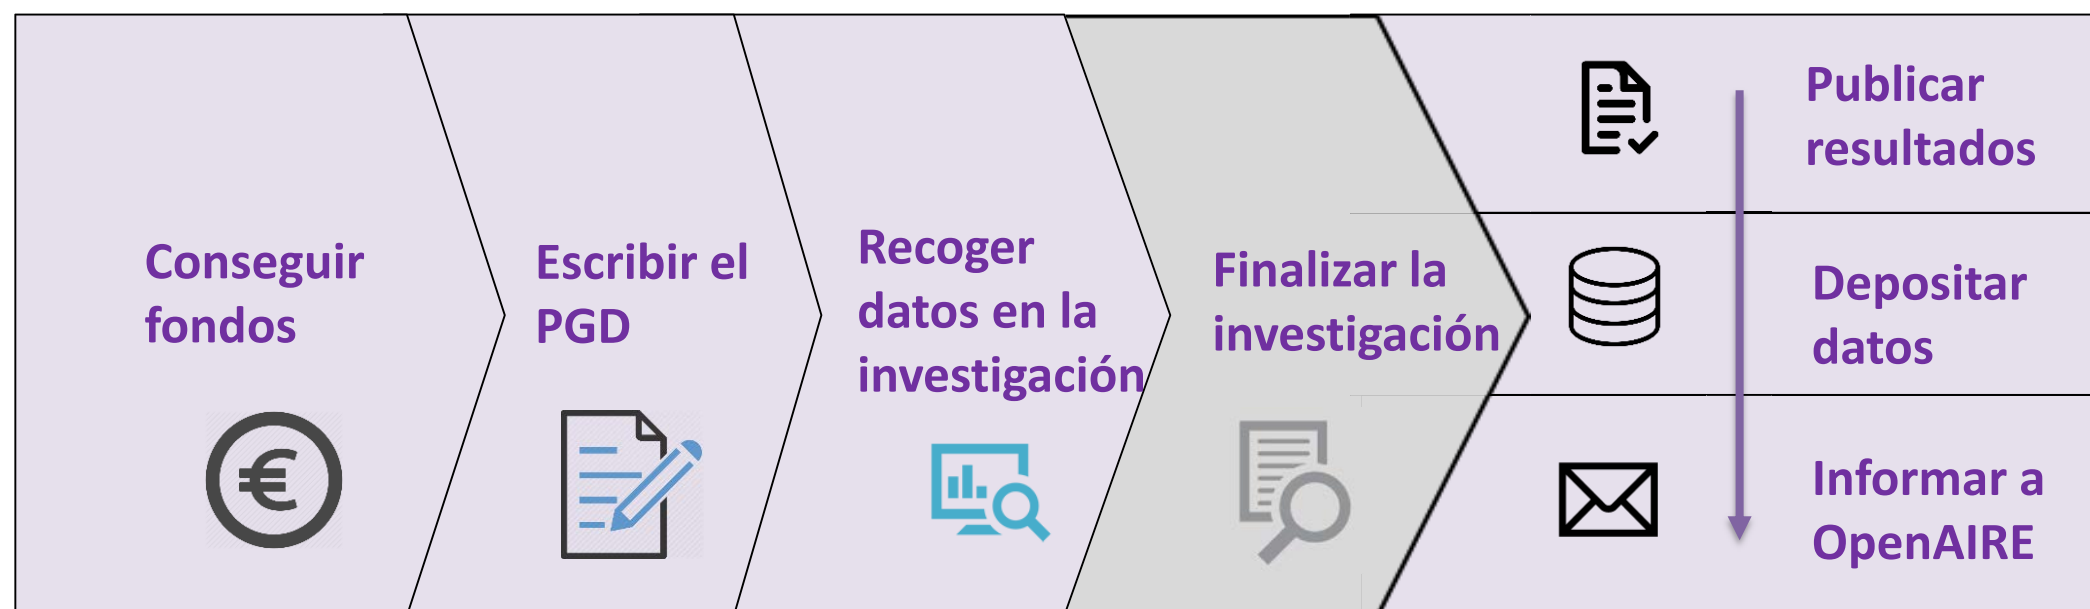 Conseguir
fondos
Escribir el
PGD
Recoger
datos en la
investigación
Finalizar la
investigación
Publicar
resultados
Depositar
datos
Informar a
OpenAIRE